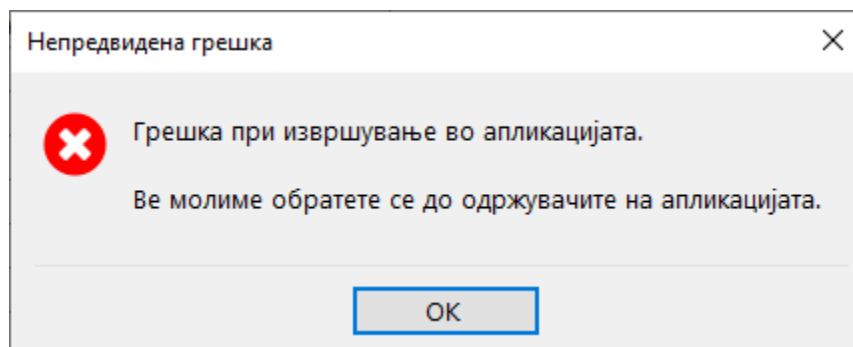 Непредвидена грешка
Грешка при извршување во апликацијата.
Ве молиме обратете се до одржувачите на апликацијата.
OK